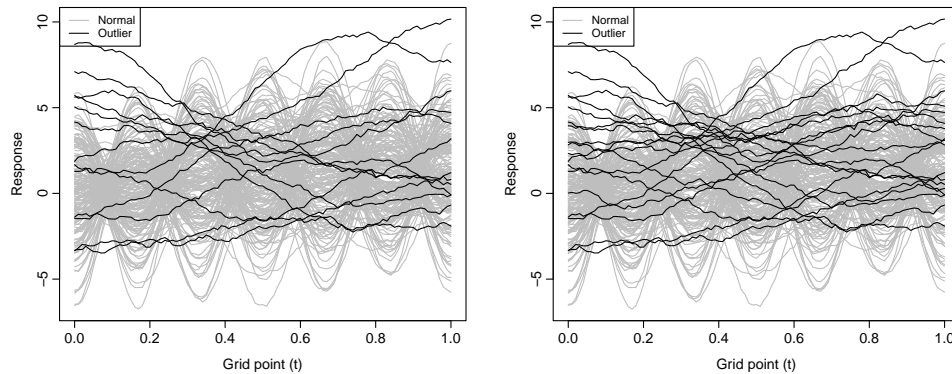 Normal
Outlier
Response
10
5
0
−5
0.0 0.2 0.4 0.6 0.8 1.0
Grid point (t)
Normal
Outlier
Response
10
5
0
−5
0.0 0.2 0.4 0.6 0.8 1.0
Grid point (t)